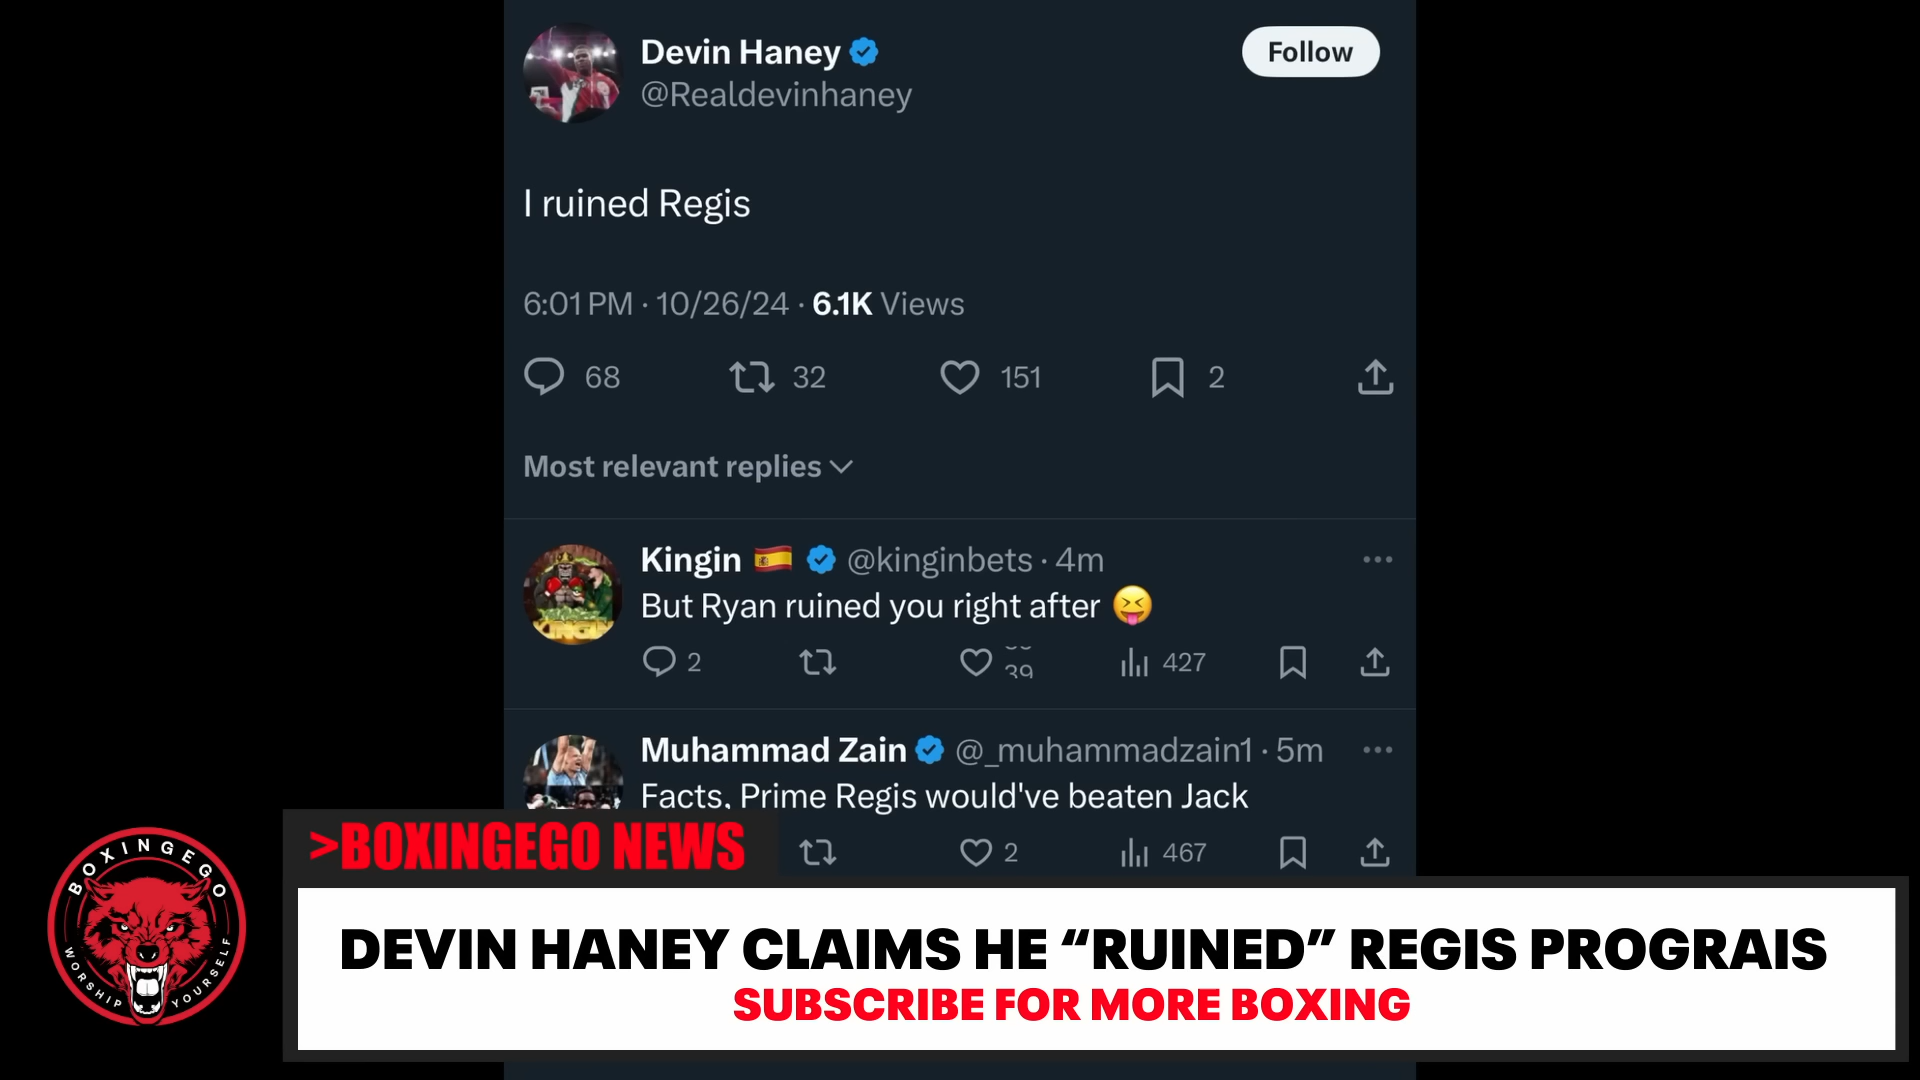 Devin Haney
Follow
@Realdevinhaney
I ruined Regis
6:01 PM · 10/26/24 · 6.1K Views
68 32 151 2
Most relevant replies
Kingin 🇪🇸 @kinginbets · 4m
But Ryan ruined you right after 😝
2 39 427
Muhammad Zain @_muhammadzain1 · 5m
Facts, Prime Regis would've beaten Jack
2 467
BOXINGEGO
WORSHIP YOURSELF
>BOXINGEGO NEWS
DEVIN HANEY CLAIMS HE “RUINED” REGIS PROGRAIS
SUBSCRIBE FOR MORE BOXING